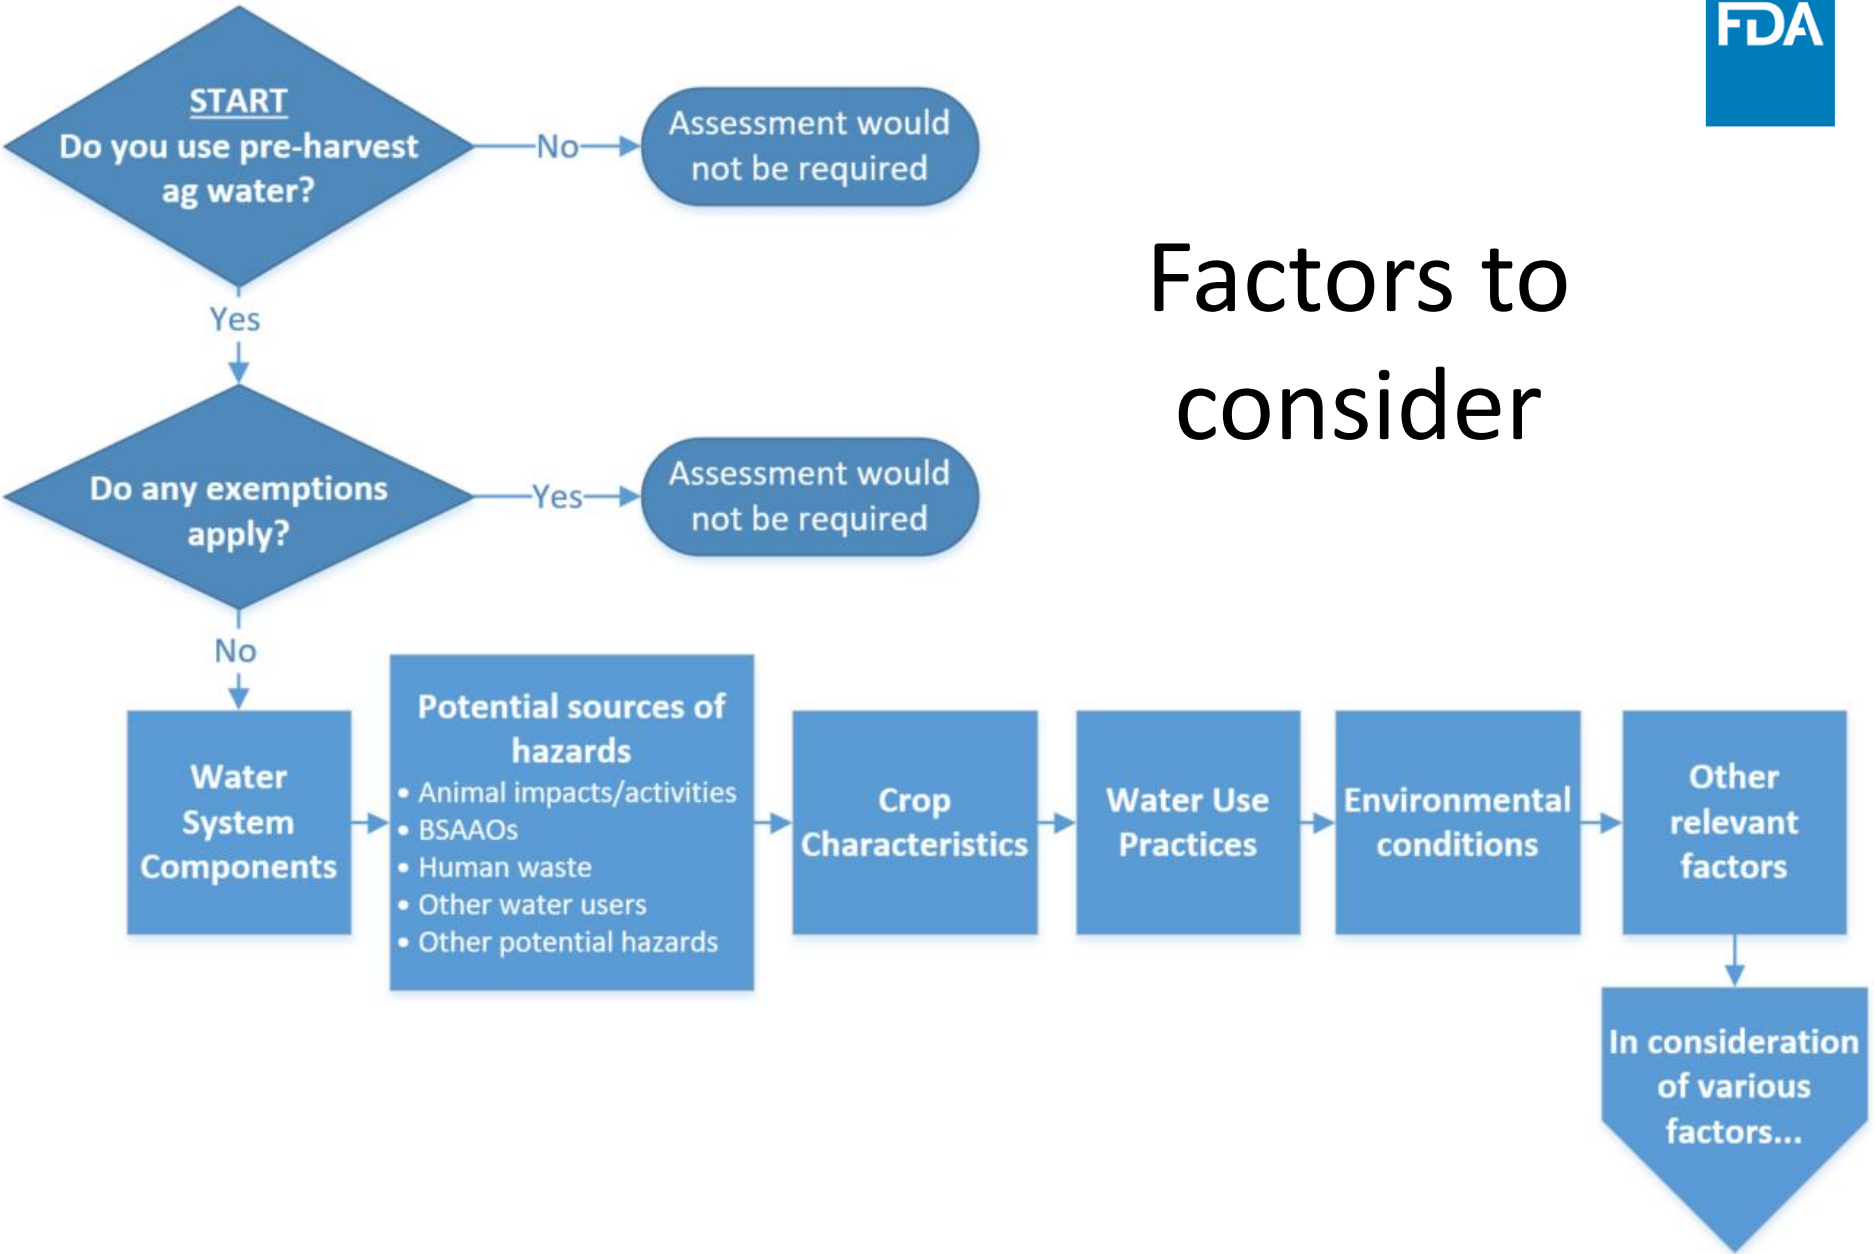 FDA
START
Do you use pre-harvest
ag water?
No
Assessment would
not be required
Factors to
consider
Yes
Do any exemptions
apply?
Yes
Assessment would
not be required
No
Water
System
Components
Potential sources of
hazards
• Animal impacts/activities
• BSAAOs
• Human waste
• Other water users
• Other potential hazards
Crop
Characteristics
Water Use
Practices
Environmental
conditions
Other
relevant
factors
In consideration
of various
factors...